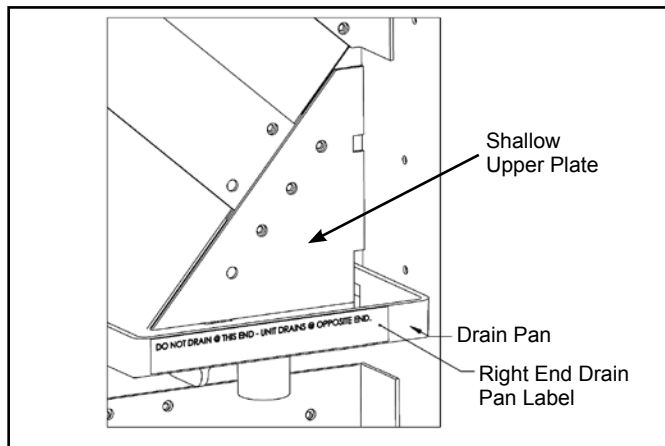 Shallow
Upper Plate
DO NOT DRAIN @ THIS END - UNIT DRAINS @ OPPOSITE END.
Drain Pan
Right End Drain
Pan Label